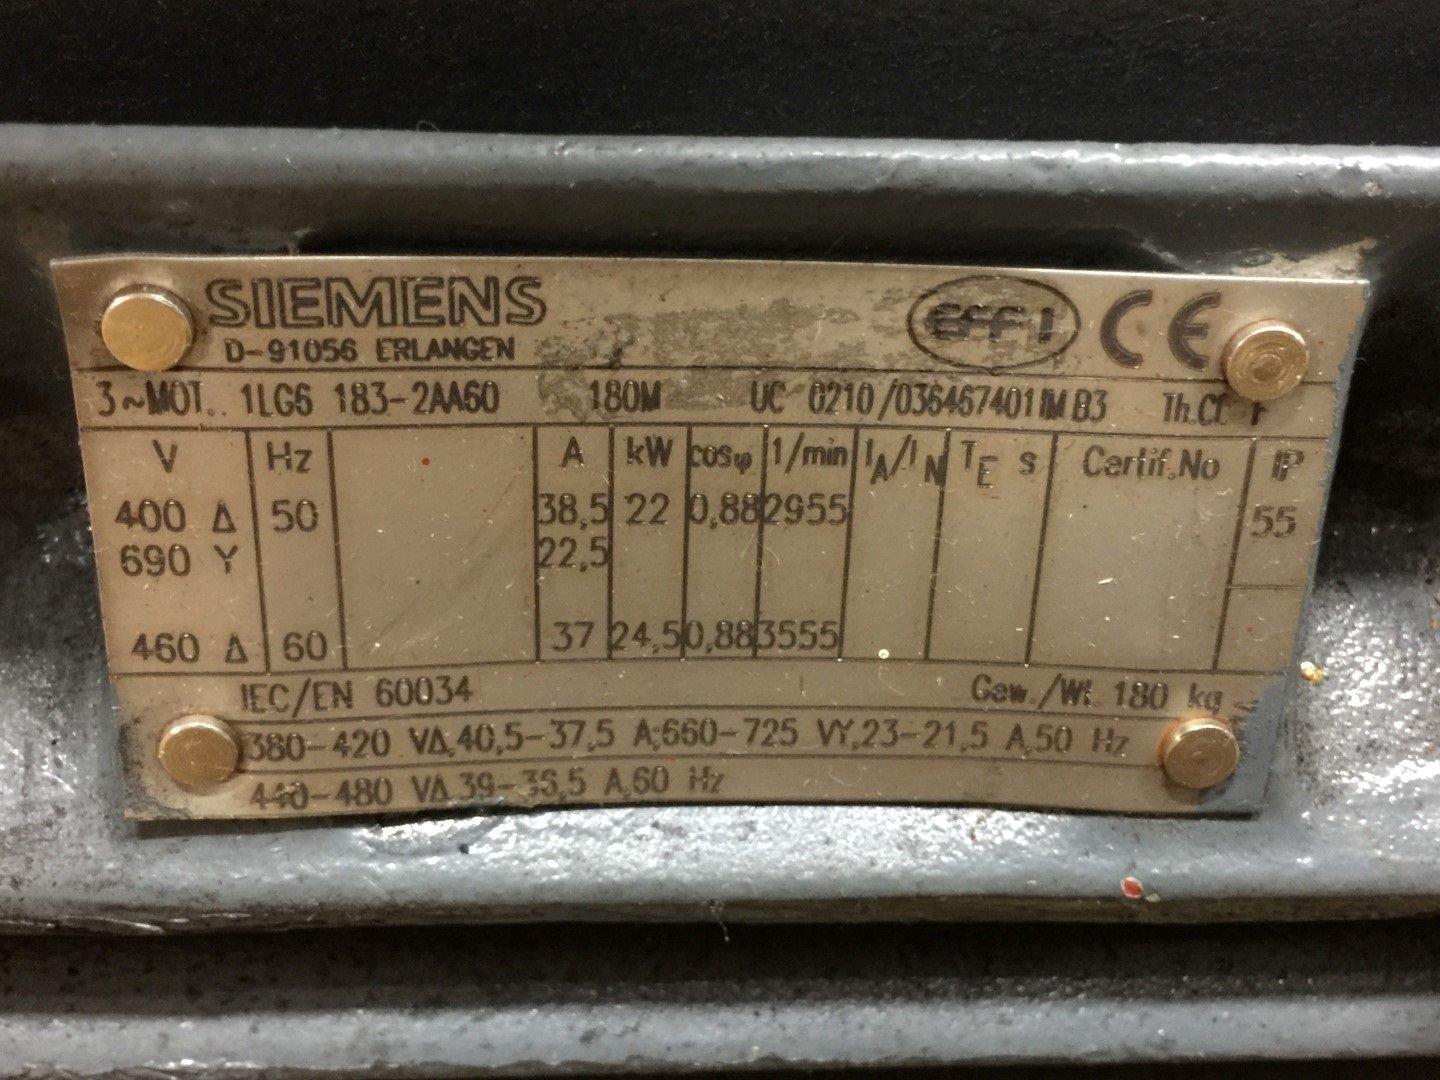 SIEMENS
D-91056 ERLANGEN
EFF 1 CE
3~MOT. 1LG6 183-2AA60 180M UC 0210/036467401 IM B3 Th.Cl. F
V Hz A kW cosφ 1/min IA/IN TE s Certif.No IP
400 Δ 50 38,5 22 0,88 2955 55
690 Y 22,5
460 Δ 60 37 24,5 0,88 3555
IEC/EN 60034 Gew./Wt. 180 kg
380-420 VΔ,40,5-37,5 A;660-725 VY,23-21,5 A,50 Hz
440-480 VΔ 39-36,5 A,60 Hz